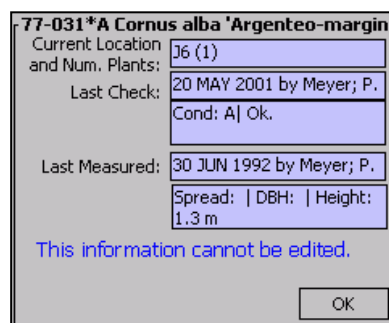 77-031*A Cornus alba 'Argenteo-margin
Current Location and Num. Plants: J6 (1)
Last Check: 20 MAY 2001 by Meyer; P.
Cond: A| Ok.
Last Measured: 30 JUN 1992 by Meyer; P.
Spread: | DBH: | Height:
1.3 m
This information cannot be edited.
OK